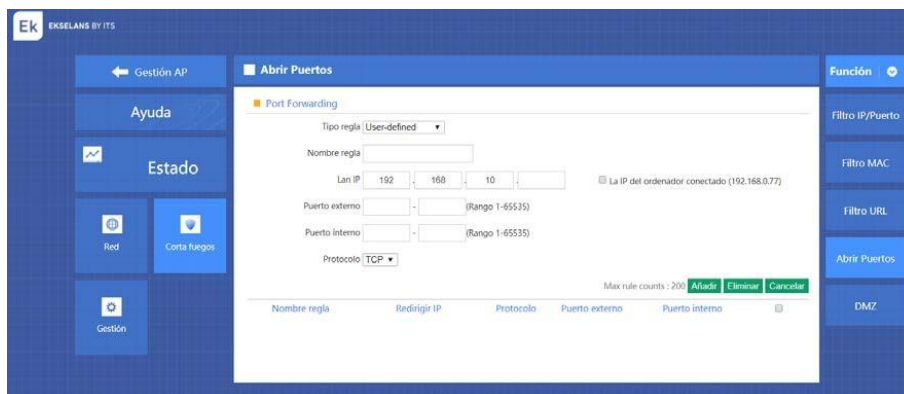 Ek EKSELANS BY ITS
Gestión AP
Ayuda
Estado
Red
Corta fuegos
Gestión
Abrir Puertos
Port Forwarding
Tipo regla User-defined
Nombre regla
Lan IP 192 . 168 . 10 .
La IP del ordenador conectado (192.168.0.77)
Puerto externo - (Rango 1-65535)
Puerto interno - (Rango 1-65535)
Protocolo TCP
Max rule counts : 200 Añadir Eliminar Cancelar
Nombre regla Redirigir IP Protocolo Puerto externo Puerto interno
Función
Filtro IP/Puerto
Filtro MAC
Filtro URL
Abrir Puertos
DMZ